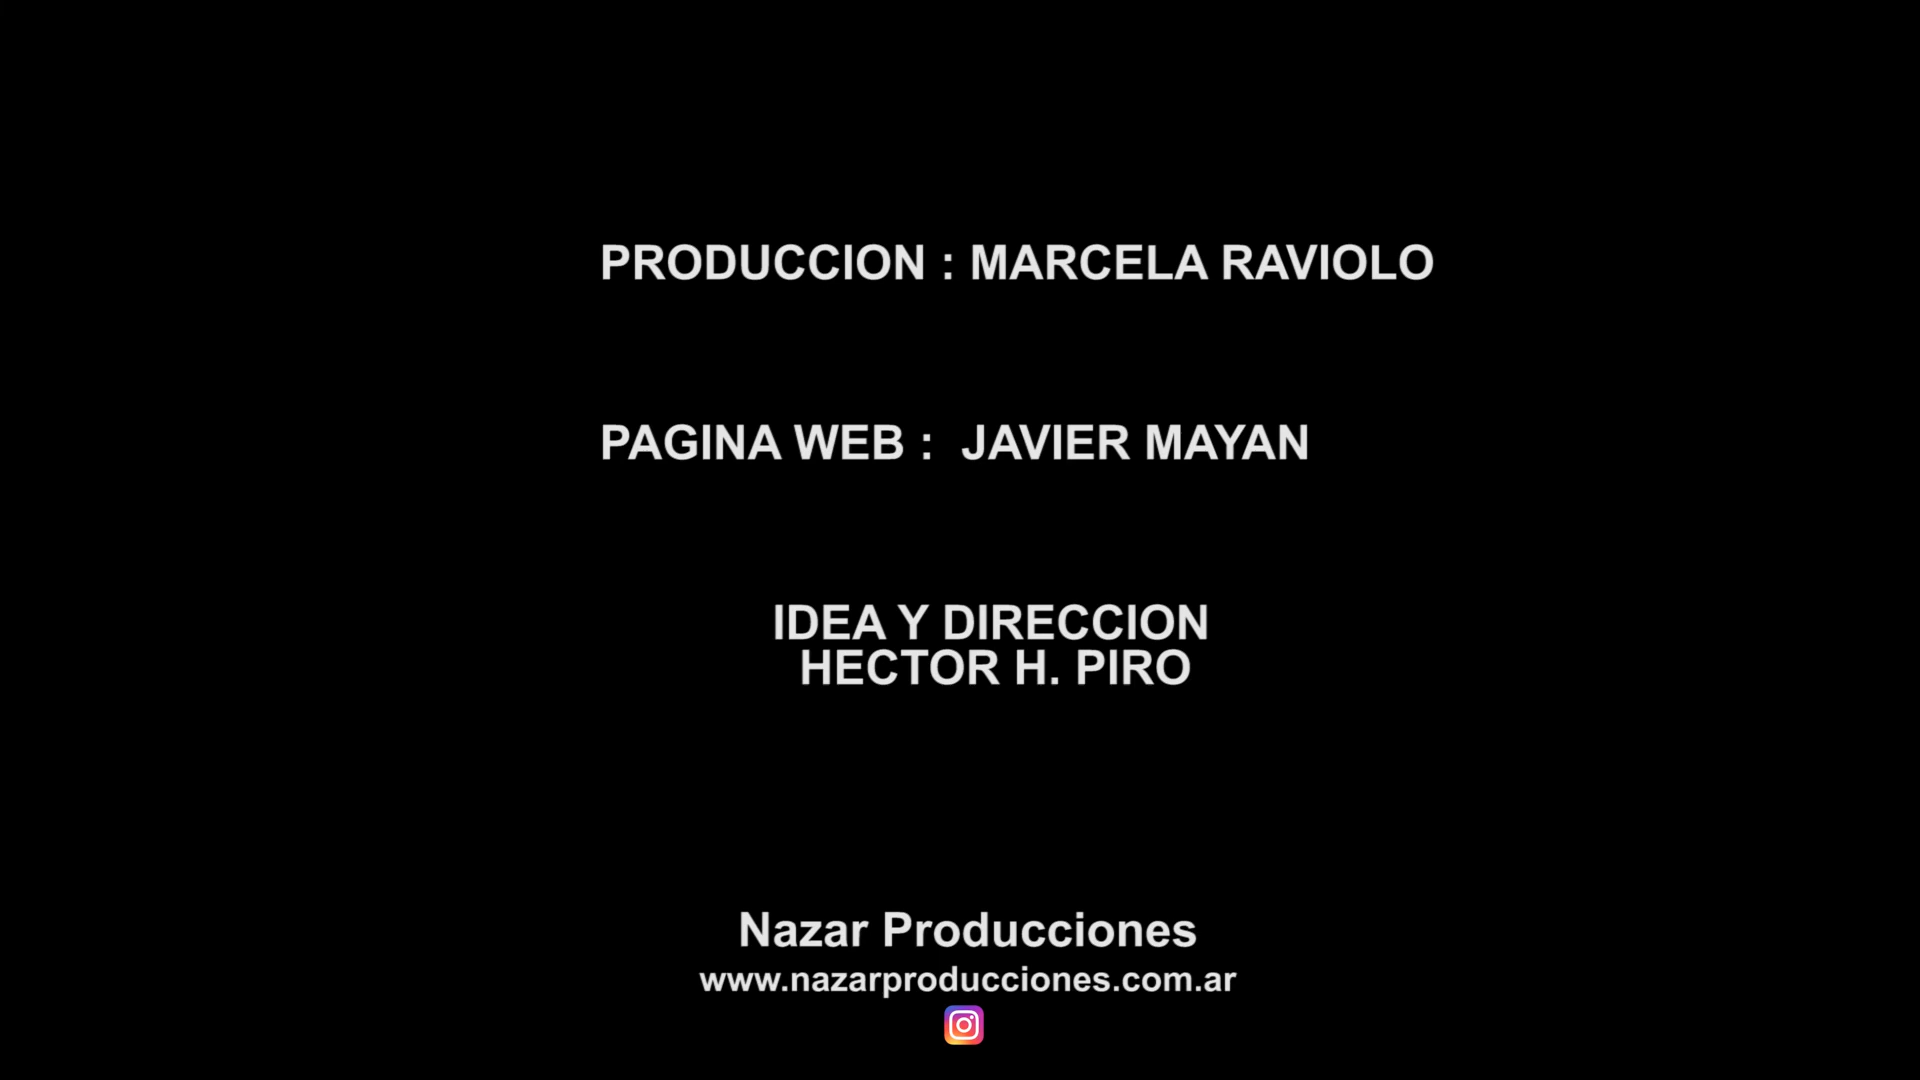 PRODUCCION : MARCELA RAVIOLO
PAGINA WEB :  JAVIER MAYAN
IDEA Y DIRECCION
HECTOR H. PIRO
Nazar Producciones
www.nazarproducciones.com.ar